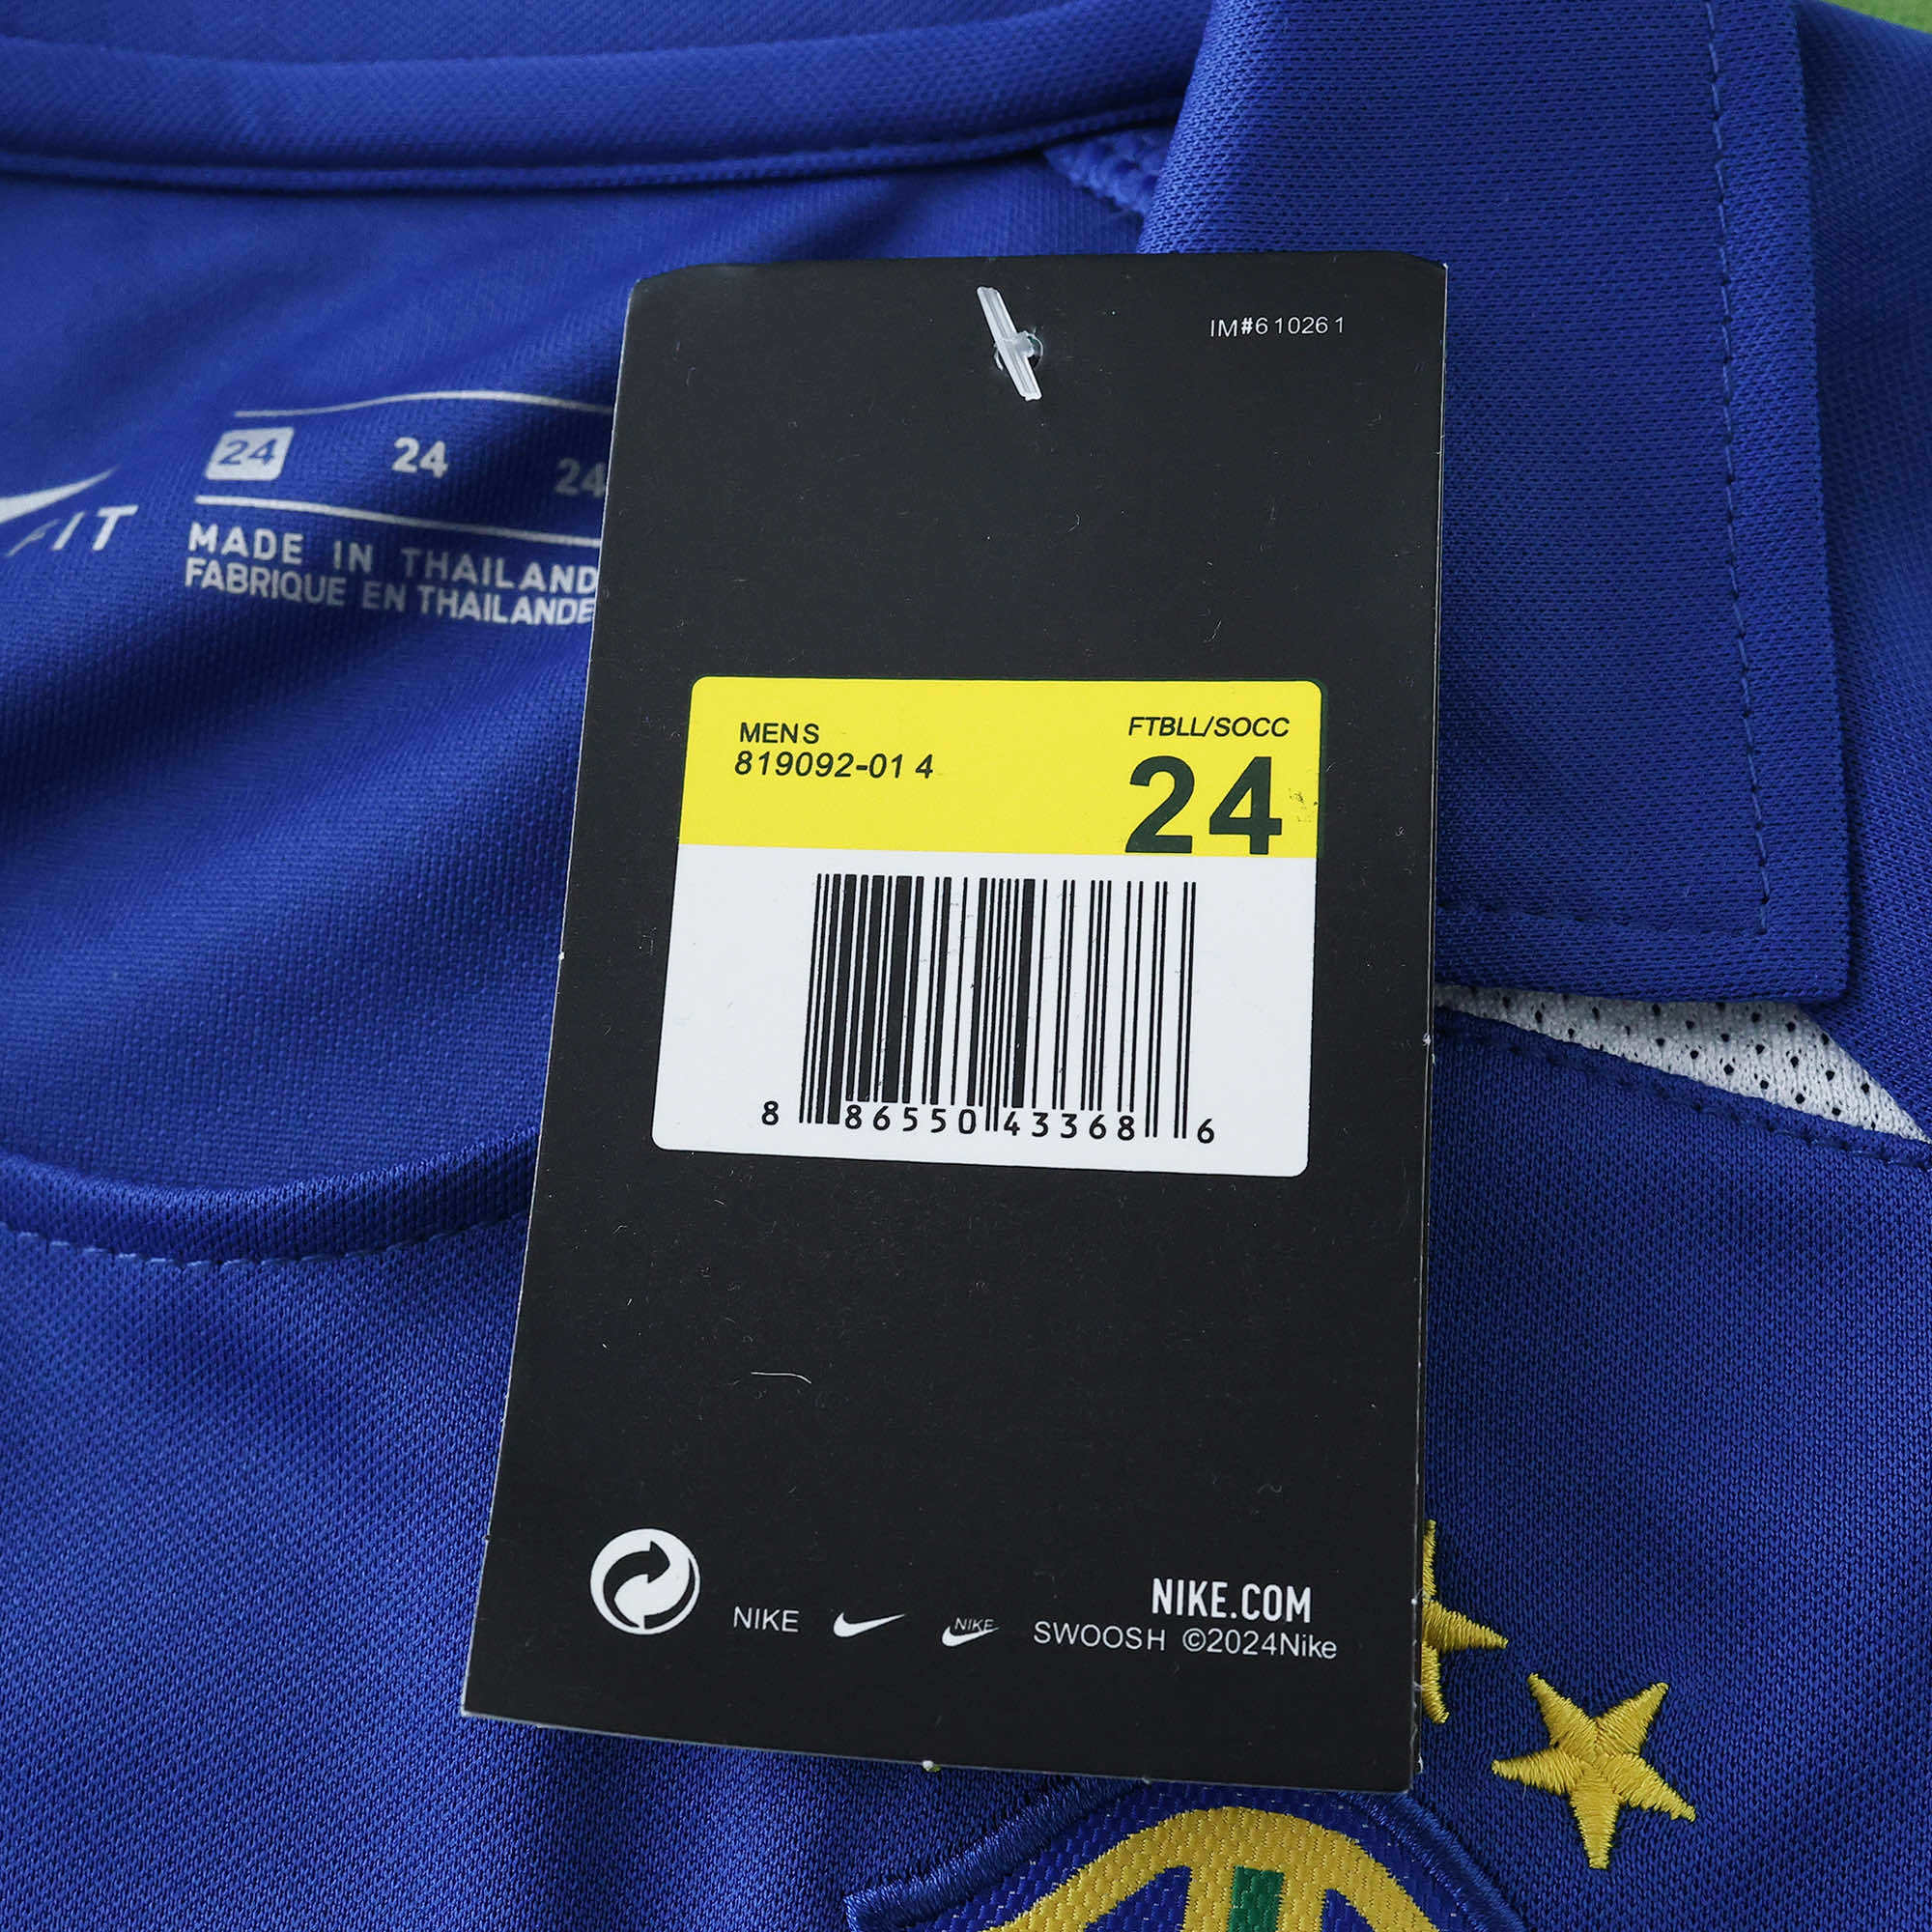 IM#610261
24 24 24
FIT
MADE IN THAILAND
FABRIQUE EN THAILANDE
MENS
819092-01 4
FTBLL/SOCC
24
8 86550 43368 6
NIKE.COM
NIKE NIKE SWOOSH ©2024Nike